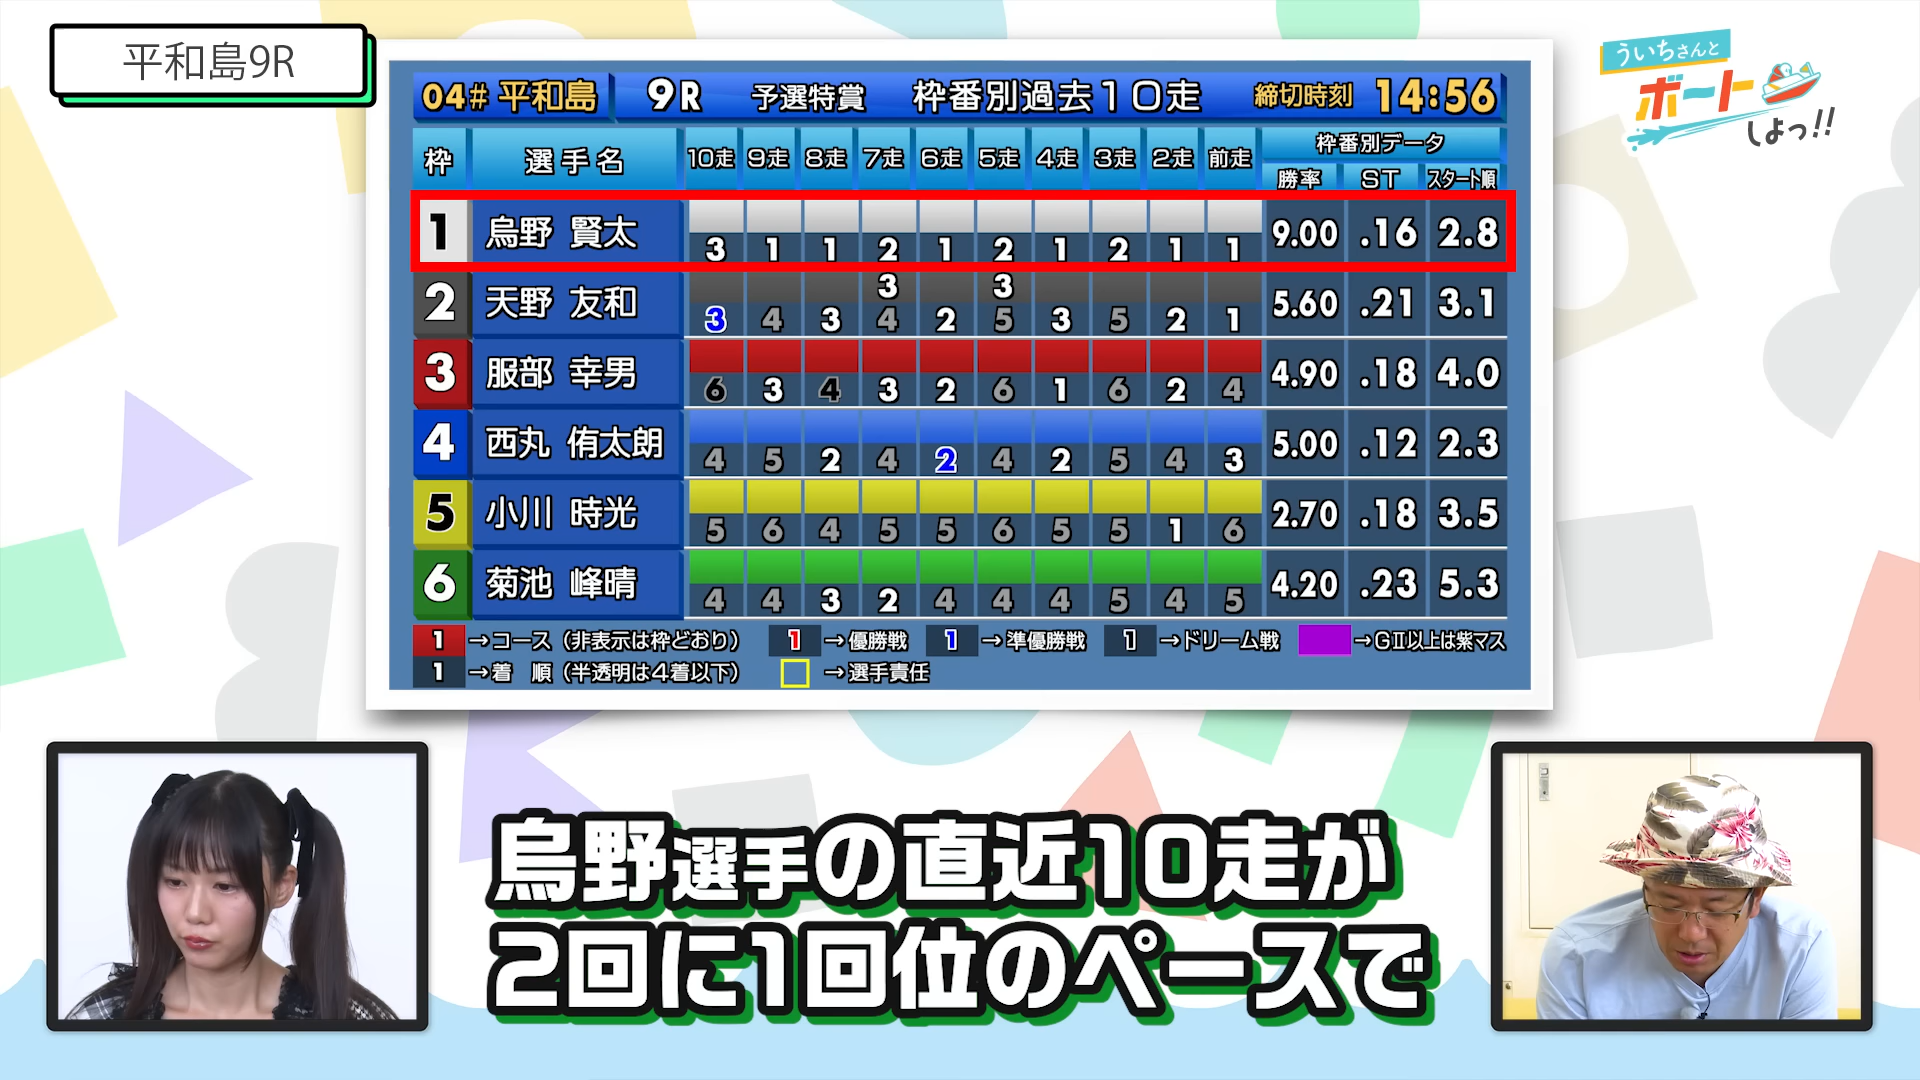 平和島9R
ういちさんと
ボート
しよっ!!
04# 平和島 9R 予選特賞 枠番別過去10走 締切時刻 14:56
枠 選手名 10走 9走 8走 7走 6走 5走 4走 3走 2走 前走 枠番別データ
勝率 ST スタート順
1 烏野 賢太 3 1 1 2 1 2 1 2 1 1 9.00 .16 2.8
3 3
2 天野 友和 3 4 3 4 2 5 3 5 2 1 5.60 .21 3.1
3 服部 幸男 6 3 4 3 2 6 1 6 2 4 4.90 .18 4.0
4 西丸 侑太朗 4 5 2 4 2 4 2 5 4 3 5.00 .12 2.3
5 小川 時光 5 6 4 5 5 6 5 5 1 6 2.70 .18 3.5
6 菊池 峰晴 4 4 3 2 4 4 4 5 4 5 4.20 .23 5.3
1 →コース（非表示は枠どおり） 1 →優勝戦 1 →準優勝戦 1 →ドリーム戦 →GⅡ以上は紫マス
1 →着 順（半透明は4着以下） →選手責任
烏野選手の直近10走が
2回に1回位のペースで